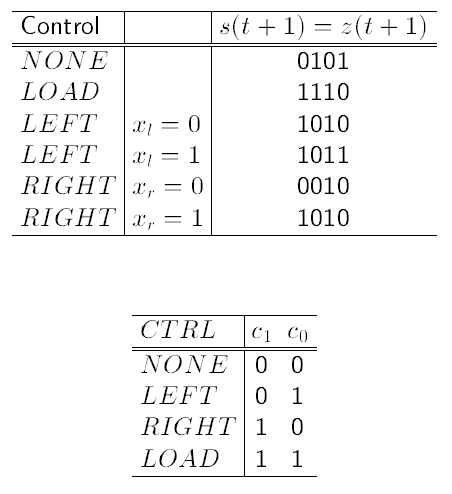 Control s(t + 1) = z(t + 1)
NONE 0101
LOAD 1110
LEFT x_l = 0 1010
LEFT x_l = 1 1011
RIGHT x_r = 0 0010
RIGHT x_r = 1 1010
CTRL c_1 c_0
NONE 0 0
LEFT 0 1
RIGHT 1 0
LOAD 1 1